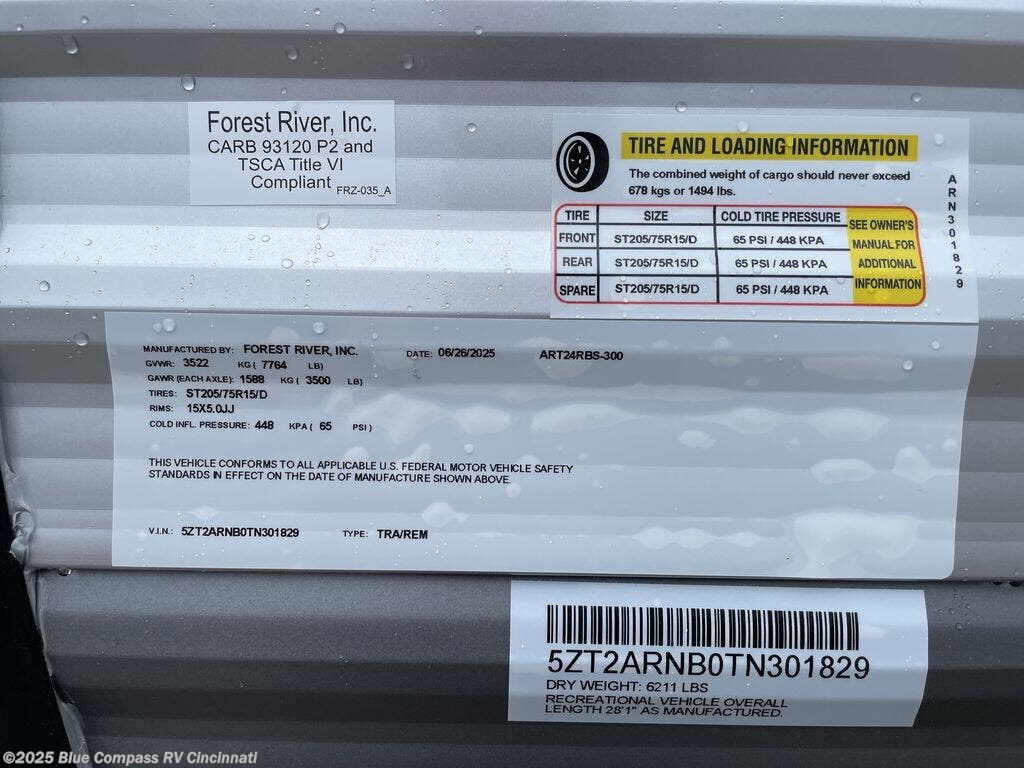 Forest River, Inc.
CARB 93120 P2 and
TSCA Title VI
Compliant FRZ-035_A
TIRE AND LOADING INFORMATION
The combined weight of cargo should never exceed
678 kgs or 1494 lbs.
TIRE SIZE COLD TIRE PRESSURE
FRONT ST205/75R15/D 65 PSI / 448 KPA
REAR ST205/75R15/D 65 PSI / 448 KPA
SPARE ST205/75R15/D 65 PSI / 448 KPA
SEE OWNER'S
MANUAL FOR
ADDITIONAL
INFORMATION
ARN301829
MANUFACTURED BY: FOREST RIVER, INC. DATE: 06/26/2025 ART24RBS-300
GVWR: 3522 KG ( 7764 LB)
GAWR (EACH AXLE): 1588 KG ( 3500 LB)
TIRES: ST205/75R15/D
RIMS: 15X5.0JJ
COLD INFL. PRESSURE: 448 KPA ( 65 PSI )
THIS VEHICLE CONFORMS TO ALL APPLICABLE U.S. FEDERAL MOTOR VEHICLE SAFETY
STANDARDS IN EFFECT ON THE DATE OF MANUFACTURE SHOWN ABOVE.
V.I.N.: 5ZT2ARNB0TN301829 TYPE: TRA/REM
5ZT2ARNB0TN301829
DRY WEIGHT: 6211 LBS
RECREATIONAL VEHICLE OVERALL
LENGTH 28'1" AS MANUFACTURED.
©2025 Blue Compass RV Cincinnati